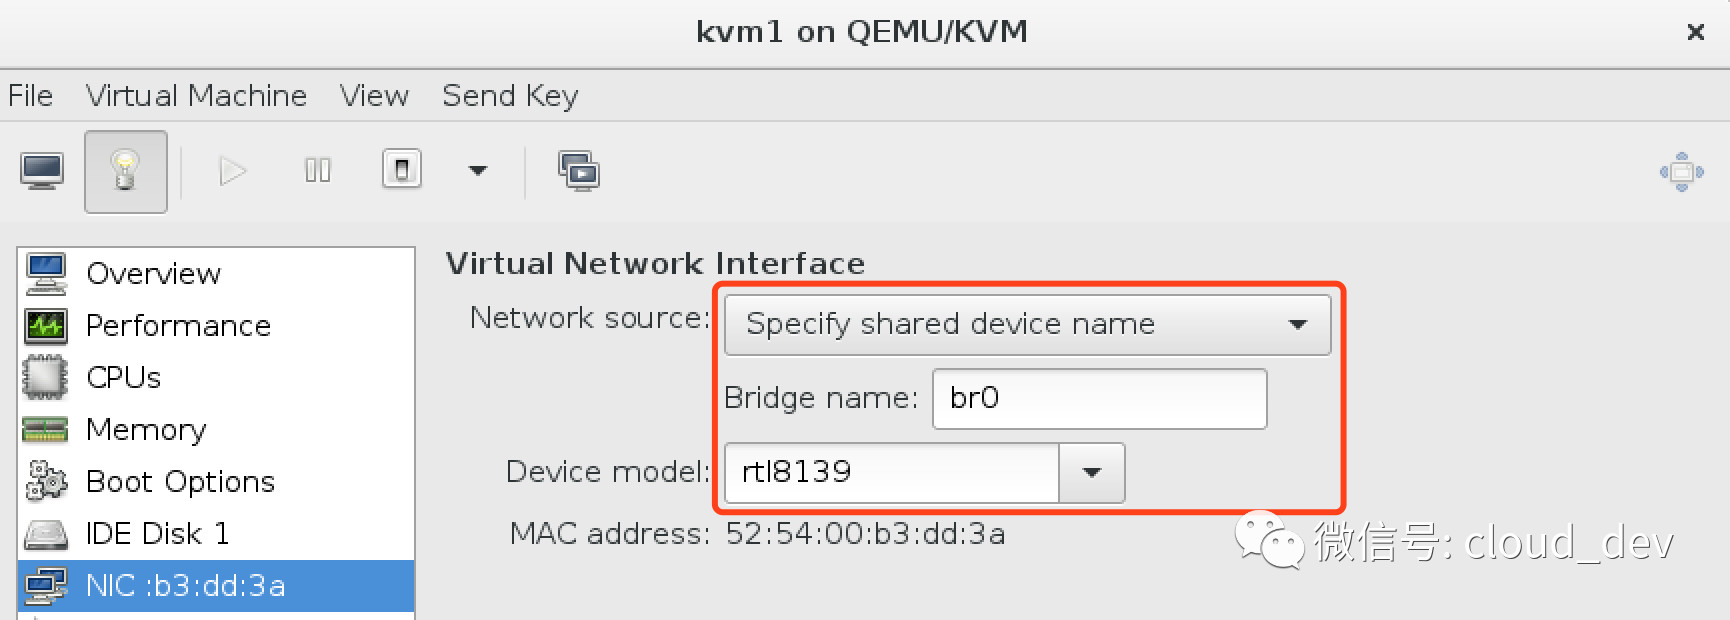 kvm1 on QEMU/KVM
File Virtual Machine View Send Key
Overview
Performance
CPUs
Memory
Boot Options
IDE Disk 1
NIC :b3:dd:3a
Virtual Network Interface
Network source: Specify shared device name
Bridge name: br0
Device model: rtl8139
MAC address: 52:54:00:b3:dd:3a
微信号: cloud_dev